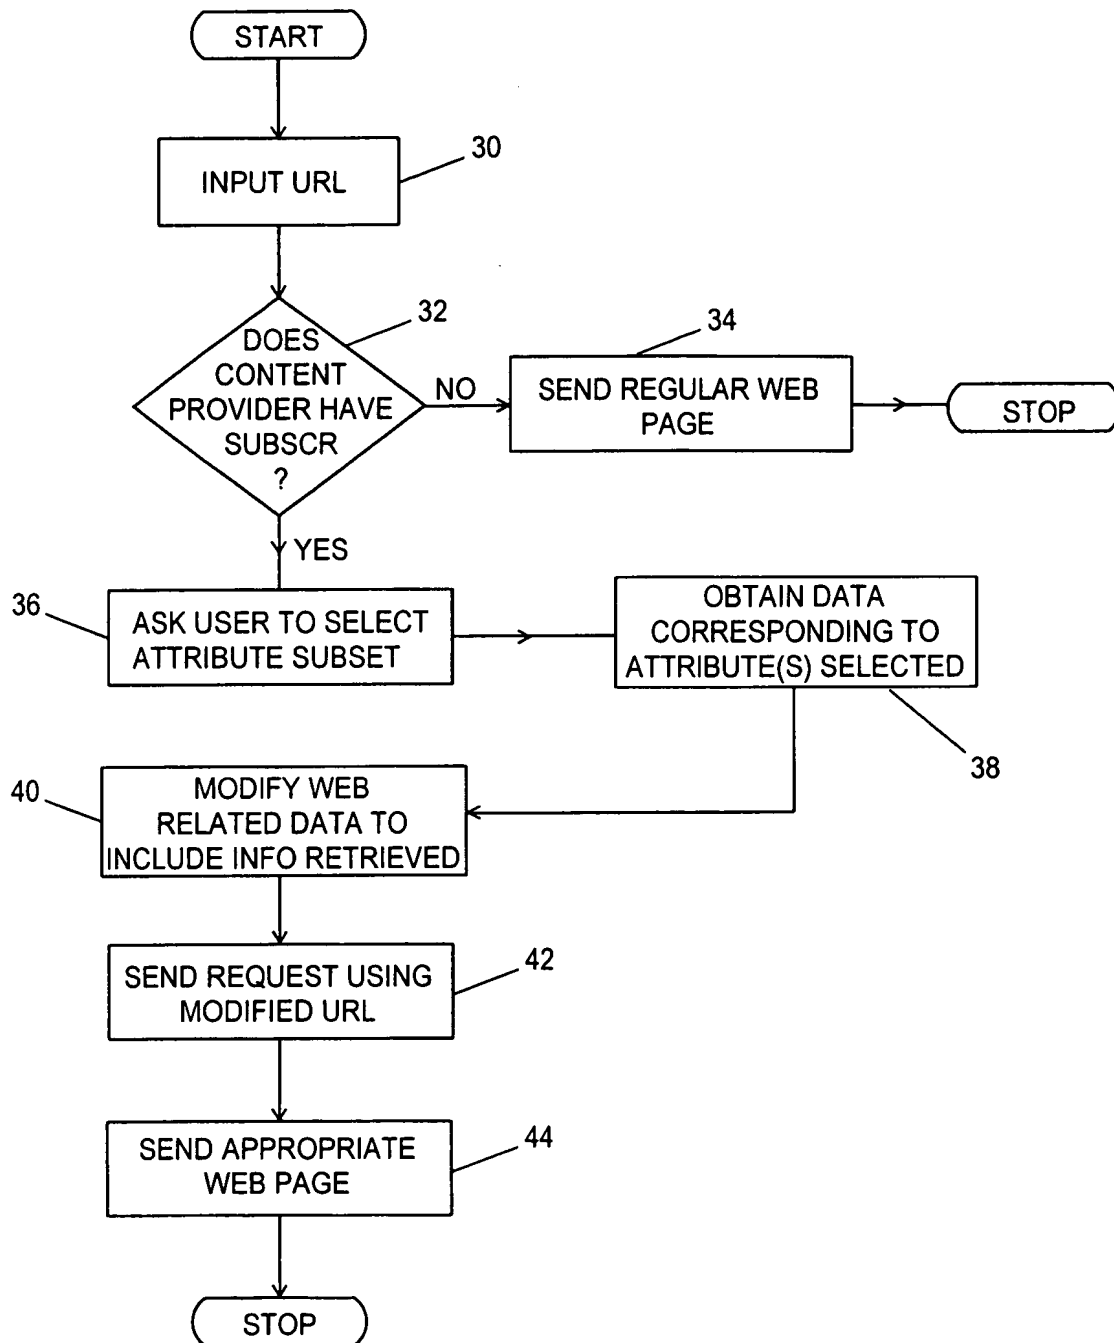 START
30
INPUT URL
32
DOES
CONTENT
PROVIDER HAVE
SUBSCR
?
NO
34
SEND REGULAR WEB
PAGE
STOP
YES
36
ASK USER TO SELECT
ATTRIBUTE SUBSET
OBTAIN DATA
CORRESPONDING TO
ATTRIBUTE(S) SELECTED
38
40
MODIFY WEB
RELATED DATA TO
INCLUDE INFO RETRIEVED
42
SEND REQUEST USING
MODIFIED URL
44
SEND APPROPRIATE
WEB PAGE
STOP